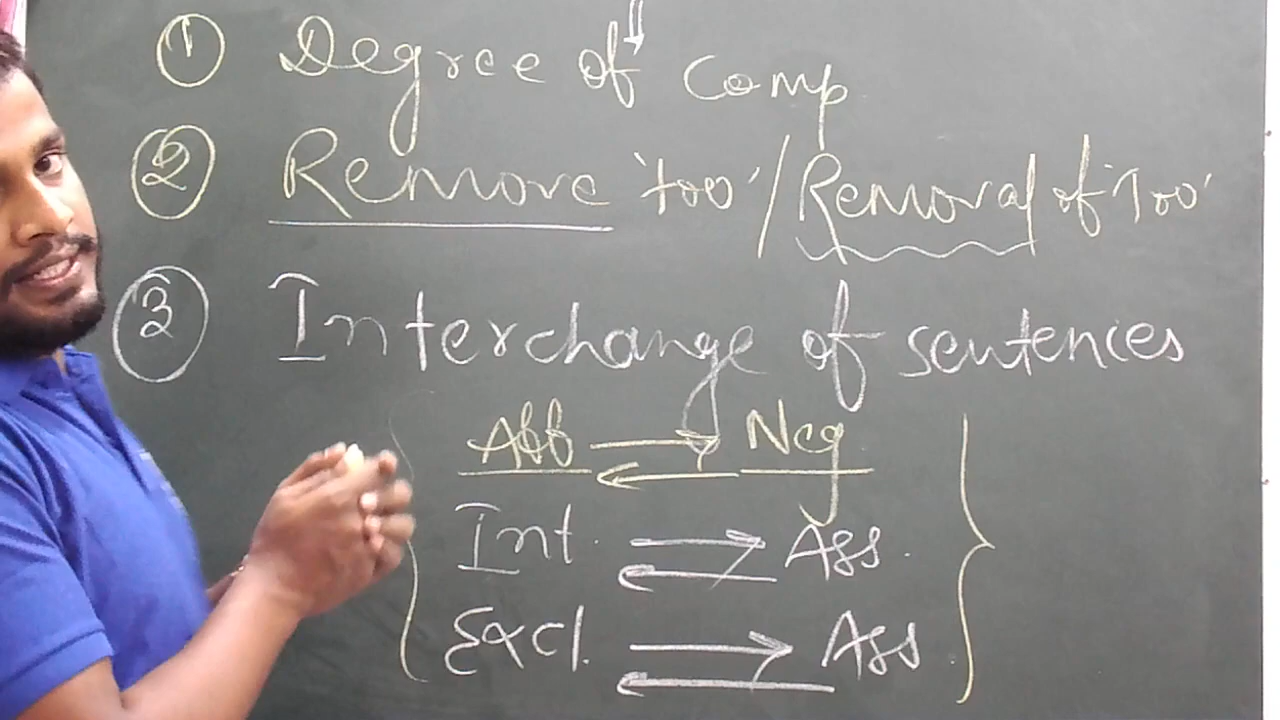 ① Degree of Comp
② Remove 'too' / Removal of 'Too'
③ Interchange of sentences
Aff → ← Neg
Int. → ← Ass.
Excl. → ← Ass.